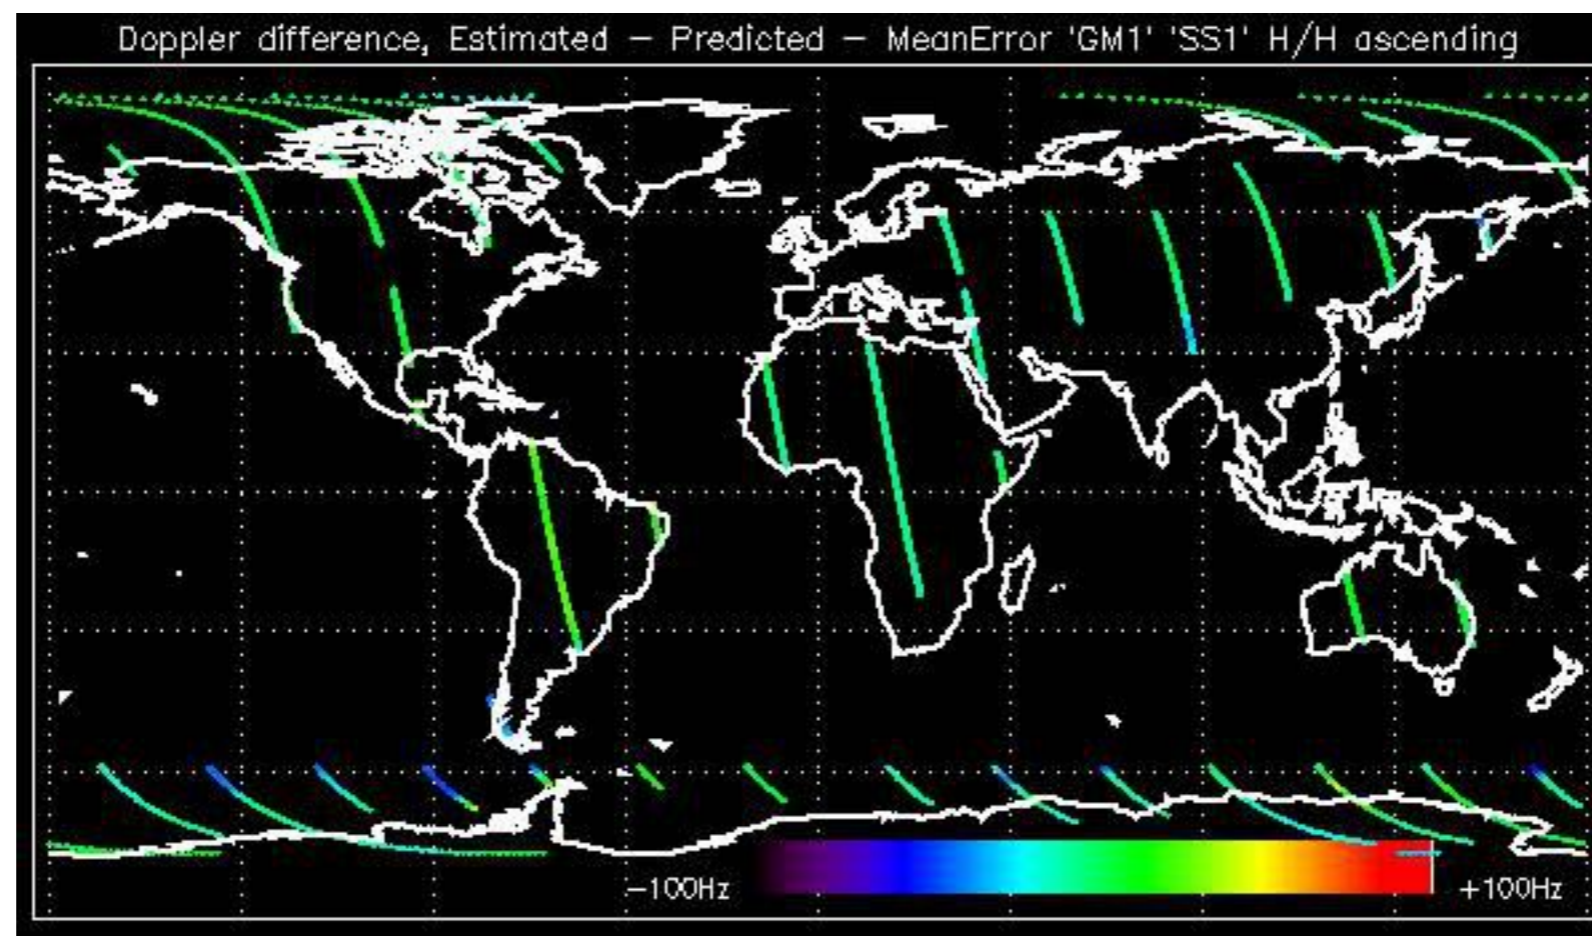 Doppler difference, Estimated – Predicted – MeanError 'GM1' 'SS1' H/H ascending
–100Hz
+100Hz